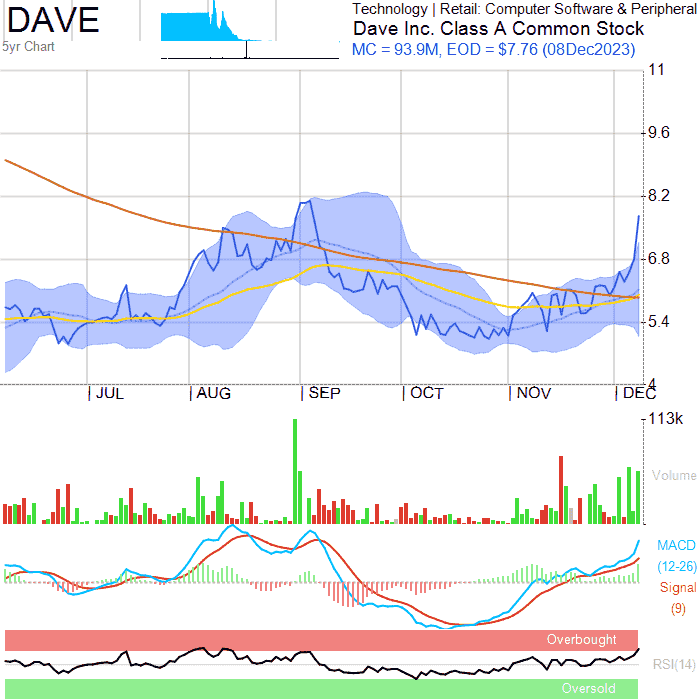 DAVE
5yr Chart
Technology | Retail: Computer Software & Peripheral
Dave Inc. Class A Common Stock
MC = 93.9M, EOD = $7.76 (08Dec2023)
11
9.6
8.2
6.8
5.4
4
JUL
AUG
SEP
OCT
NOV
DEC
113k
Volume
MACD
(12-26)
Signal
(9)
Overbought
RSI(14)
Oversold